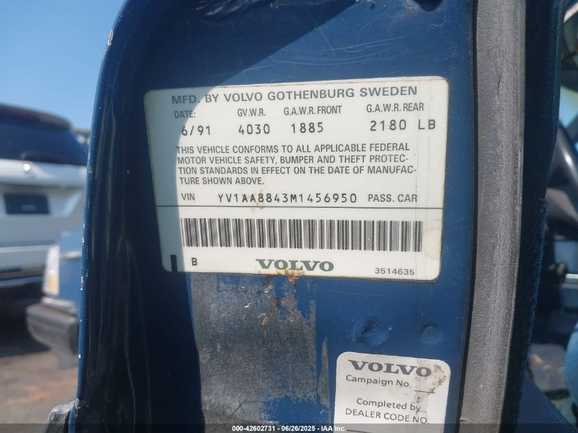 MFD. BY VOLVO GOTHENBURG SWEDEN
DATE: G.V.W.R. G.A.W.R. FRONT G.A.W.R. REAR
6/91 4030 1885 2180 LB
THIS VEHICLE CONFORMS TO ALL APPLICABLE FEDERAL
MOTOR VEHICLE SAFETY, BUMPER AND THEFT PROTEC-
TION STANDARDS IN EFFECT ON THE DATE OF MANUFAC-
TURE SHOWN ABOVE.
VIN YV1AA8843M1456950 PASS. CAR
B VOLVO 3514635
VOLVO
Campaign No.
Completed by
DEALER CODE NO.
000-42602731 - 06/26/2025 - IAAI.com